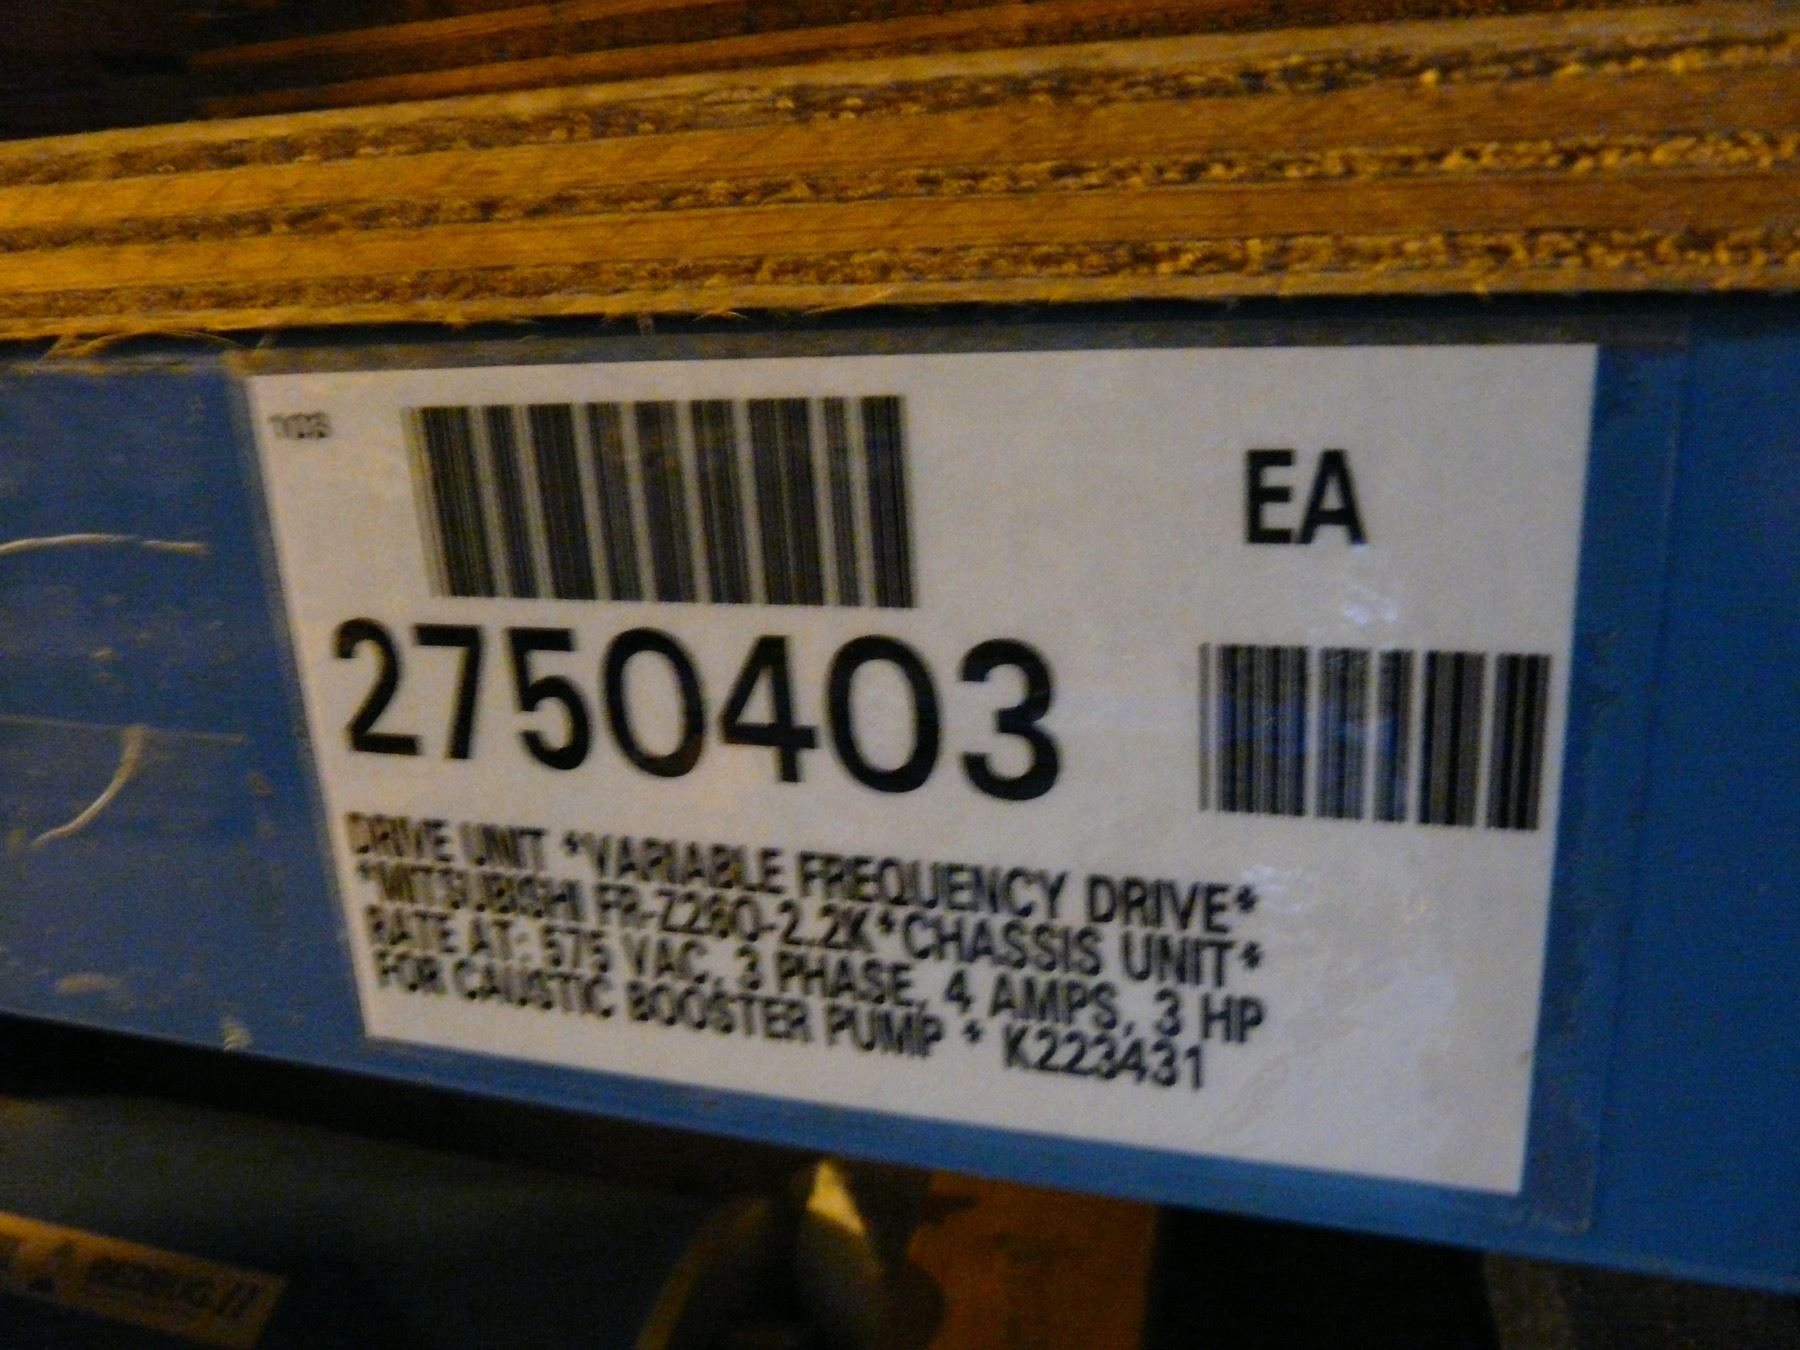 EA
2750403
DRIVE UNIT *VARIABLE FREQUENCY DRIVE*
*MITSUBISHI FR-Z260-2.2K*CHASSIS UNIT*
RATE AT: 575 VAC, 3 PHASE, 4 AMPS, 3 HP
FOR CAUSTIC BOOSTER PUMP * K223431